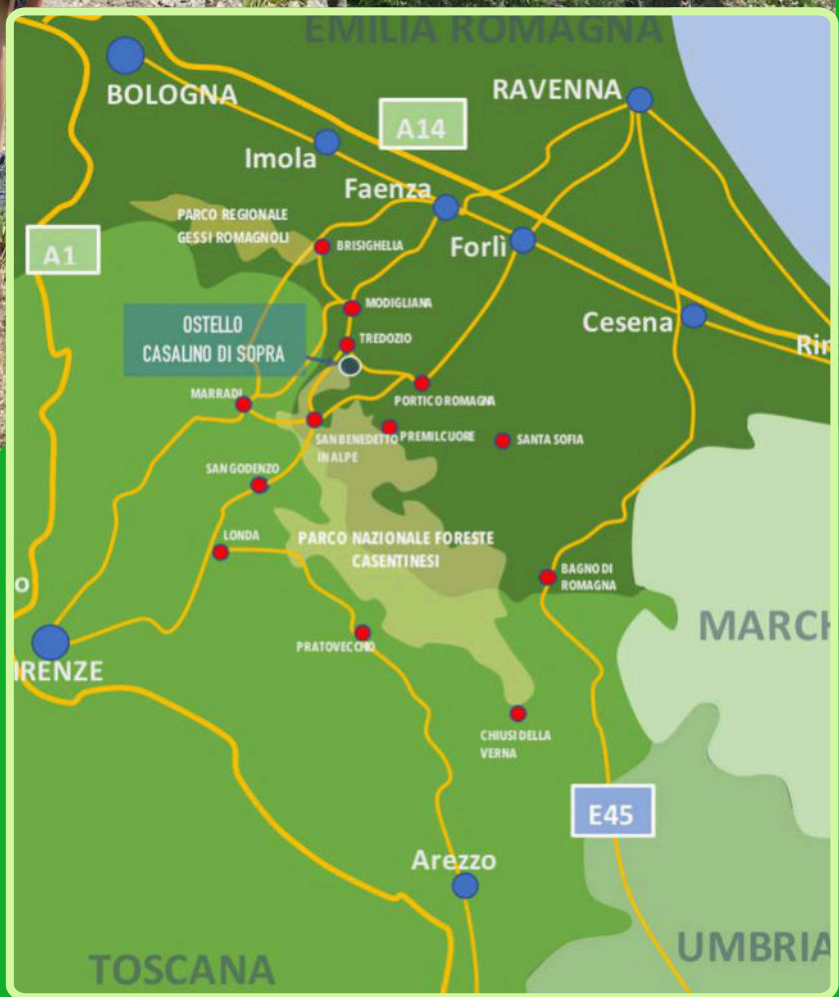 EMILIA ROMAGNA
BOLOGNA
RAVENNA
A14
Imola
Faenza
PARCO REGIONALE
GESSI ROMAGNOLI
BRISIGHELLA
Forlì
A1
MODIGLIANA
OSTELLO
CASALINO DI SOPRA
TREDOZIO
Cesena
Rir
MARRADI
PORTICO ROMAGNA
SAN BENEDETTO
IN ALPE
PREMILCUORE
SANTA SOFIA
SAN GODENZO
LONDA
PARCO NAZIONALE FORESTE
CASENTINESI
BAGNO DI
ROMAGNA
o
MARCH
PRATOVECCHIO
IRENZE
CHIUSI DELLA
VERNA
E45
Arezzo
UMBRIA
TOSCANA